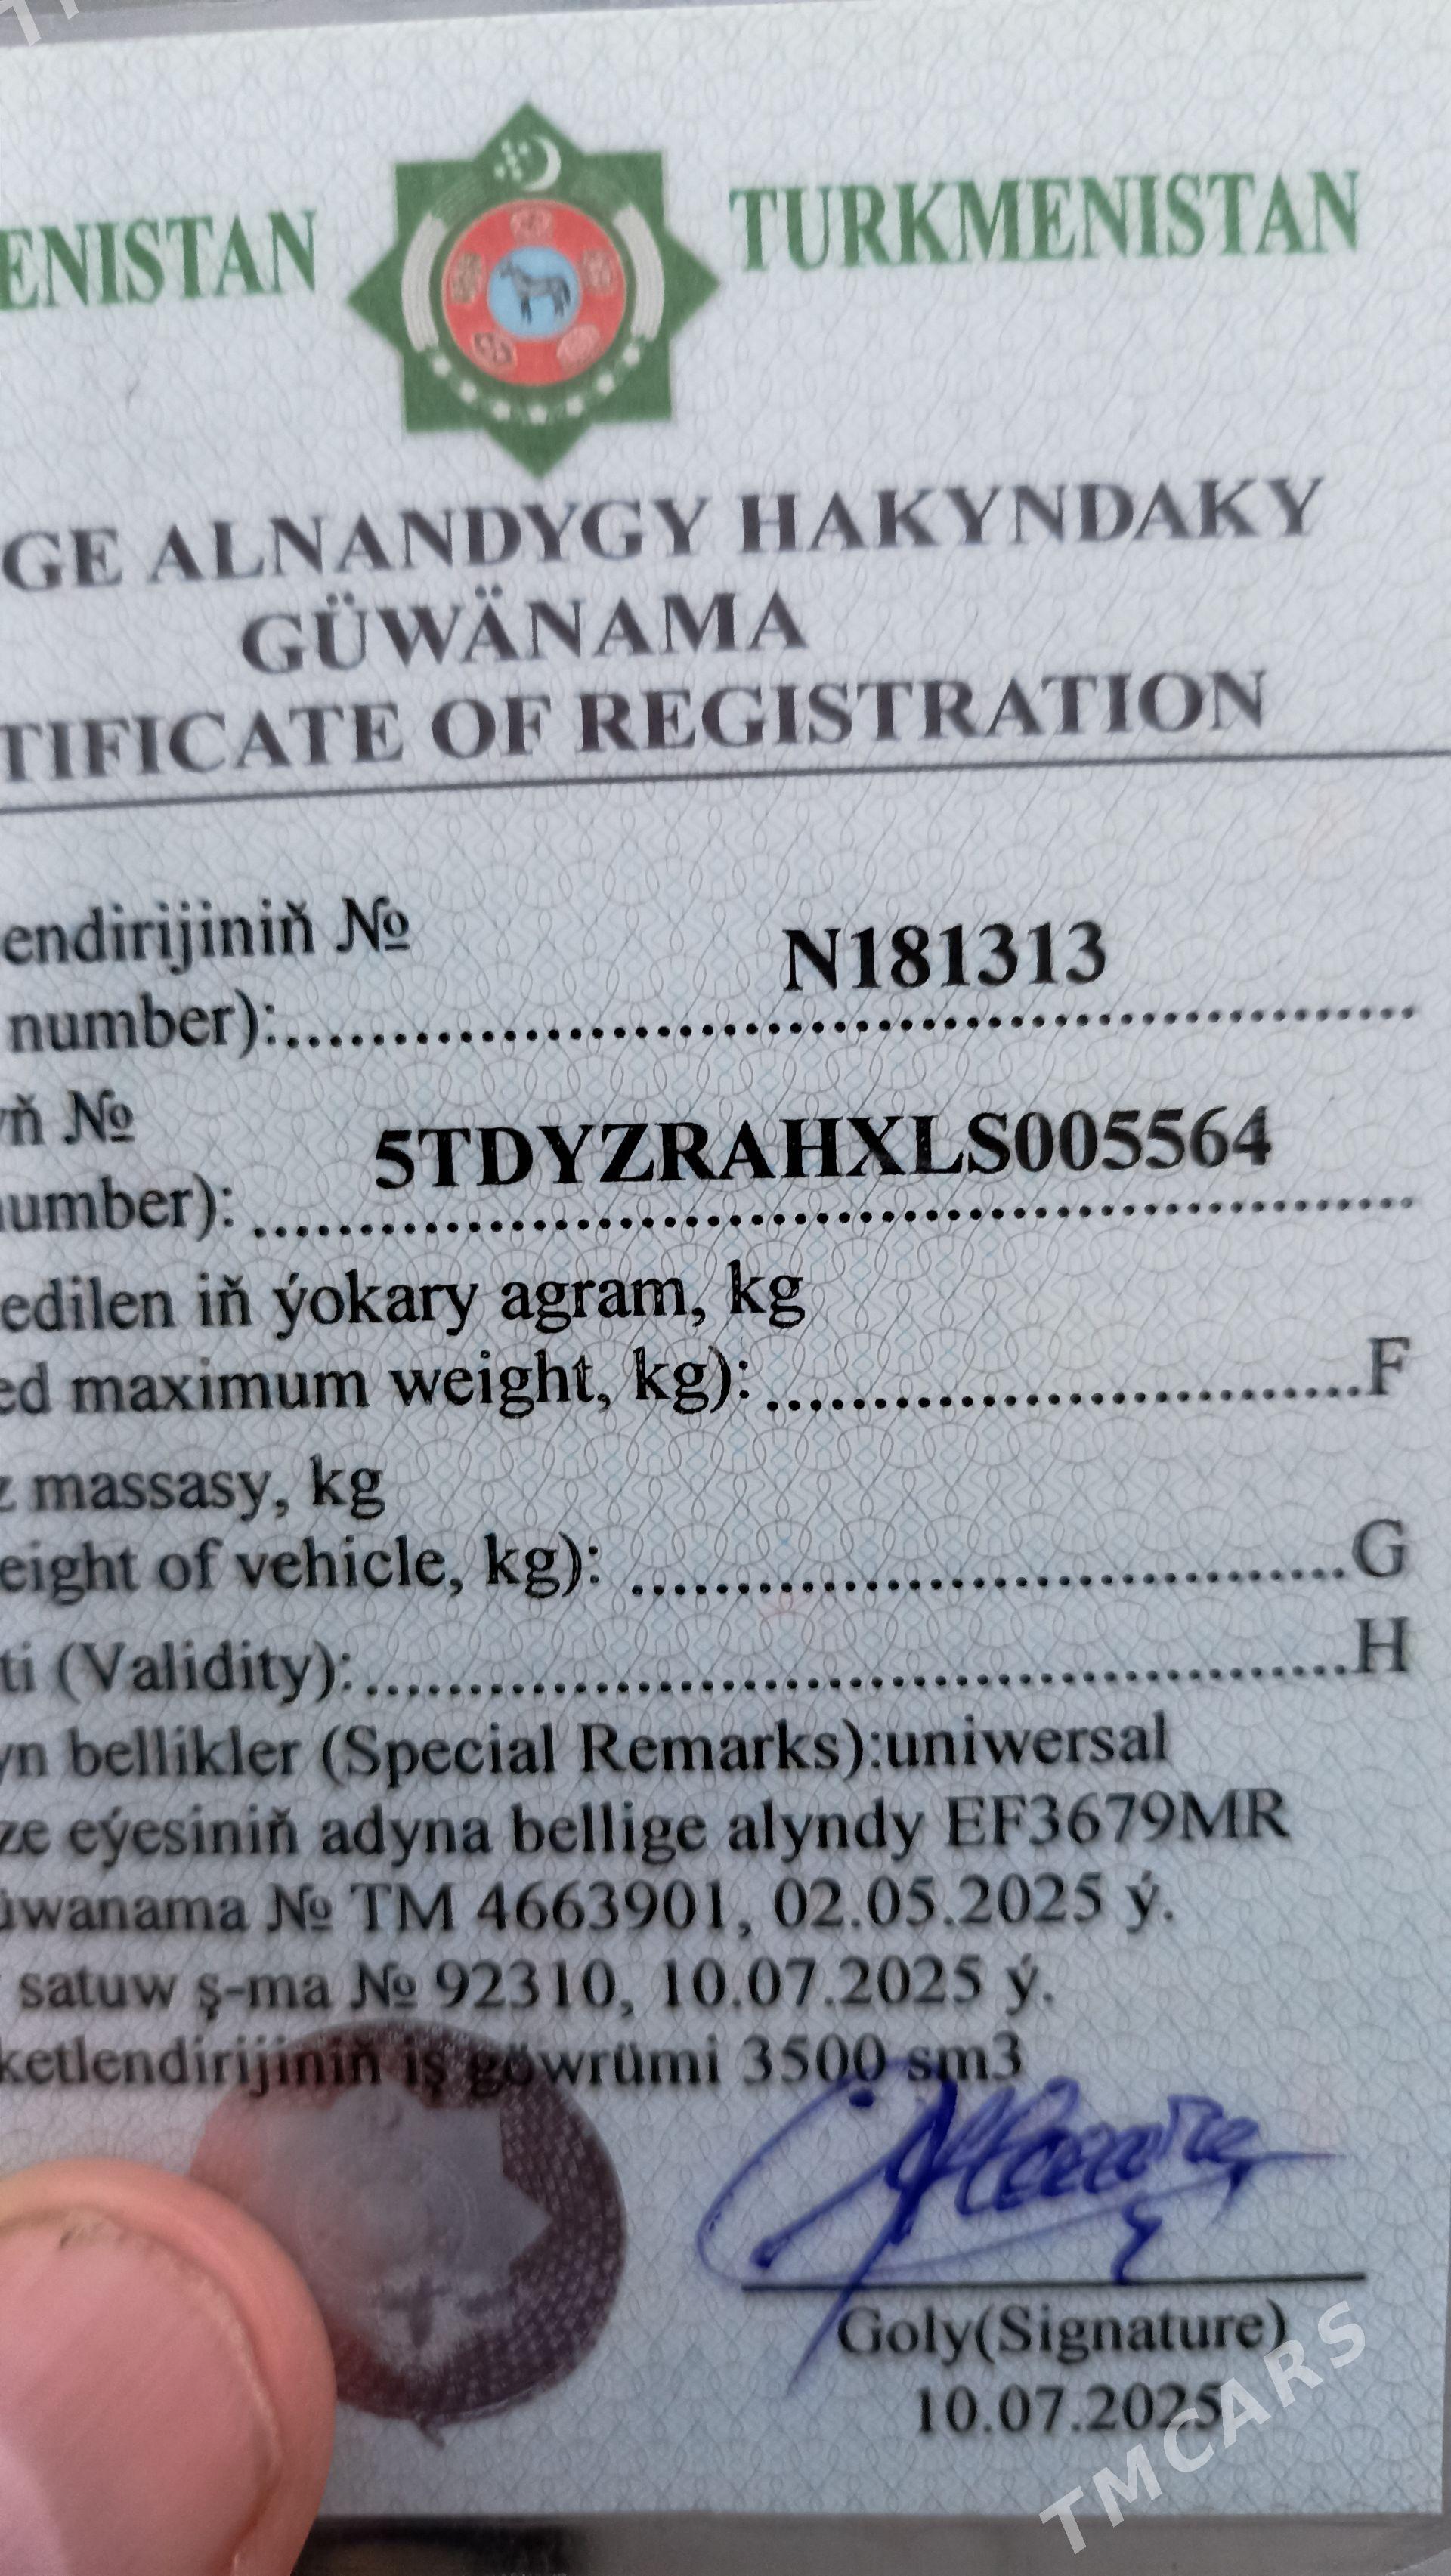 ENISTAN TURKMENISTAN
GE ALNANDYGY HAKYNDAKY
GÜWÄNAMA
TIFICATE OF REGISTRATION
endirijiniň № N181313
number):
ň № 5TDYZRAHXLS005564
umber):
edilen iň ýokary agram, kg
ed maximum weight, kg): F
z massasy, kg
eight of vehicle, kg): G
ti (Validity): H
yn bellikler (Special Remarks):uniwersal
ze eýesiniň adyna bellige alyndy EF3679MR
üwanama № TM 4663901, 02.05.2025 ý.
satuw ş-ma № 92310, 10.07.2025 ý.
ketlendirijiniň iş göwrümi 3500 sm3
Goly(Signature)
10.07.2025
TMCARS